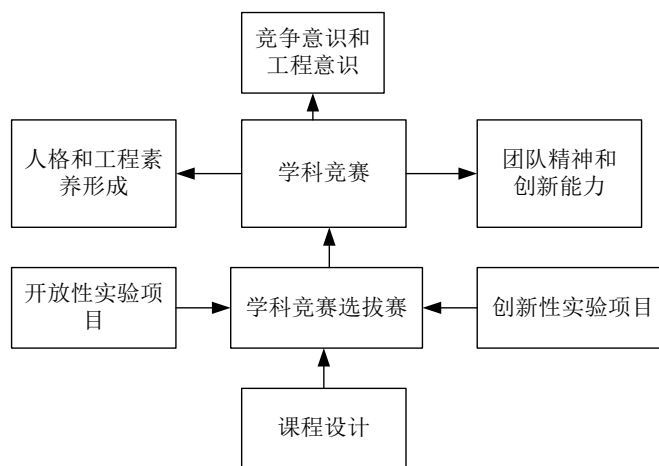 竞争意识和
工程意识
人格和工程素
养形成
学科竞赛
团队精神和
创新能力
开放性实验项
目
学科竞赛选拔赛
创新性实验项目
课程设计